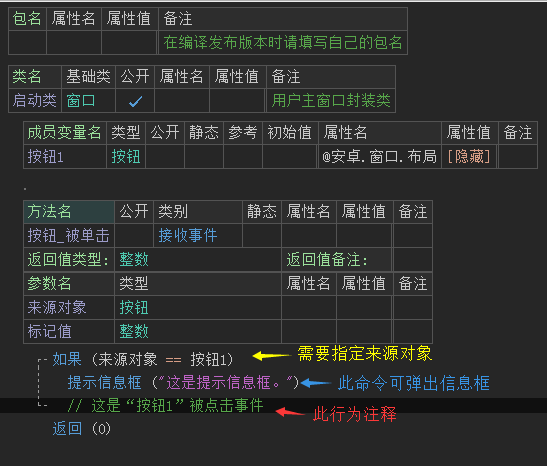 包名 属性名 属性值 备注
在编译发布版本时请填写自己的包名
类名 基础类 公开 属性名 属性值 备注
启动类 窗口 用户主窗口封装类
成员变量名 类型 公开 静态 参考 初始值 属性名 属性值 备注
按钮1 按钮 @安卓.窗口.布局 [隐藏]
方法名 公开 类别 静态 属性名 属性值 备注
按钮_被单击 接收事件
返回值类型: 整数 返回值备注:
参数名 类型 属性名 属性值 备注
来源对象 按钮
标记值 整数
如果 (来源对象 == 按钮1) 需要指定来源对象
提示信息框 ("这是提示信息框。") 此命令可弹出信息框
// 这是“按钮1”被点击事件 此行为注释
返回 (0)